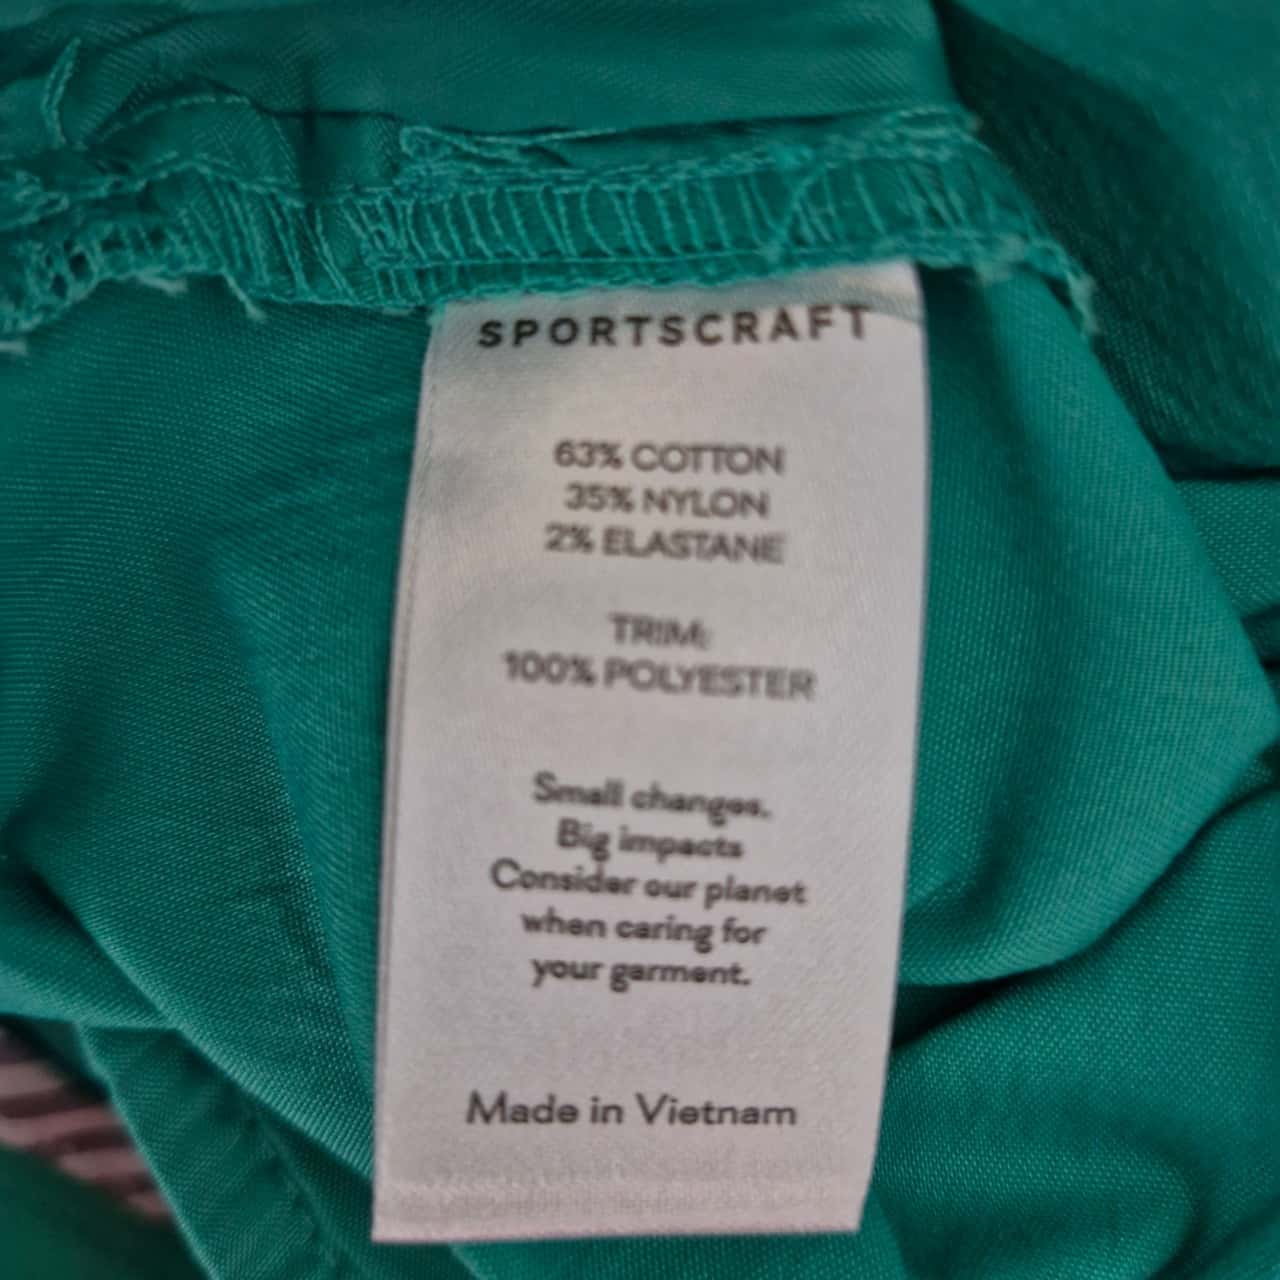 SPORTSCRAFT
63% COTTON
35% NYLON
2% ELASTANE
TRIM:
100% POLYESTER
Small changes.
Big impacts
Consider our planet
when caring for
your garment.
Made in Vietnam